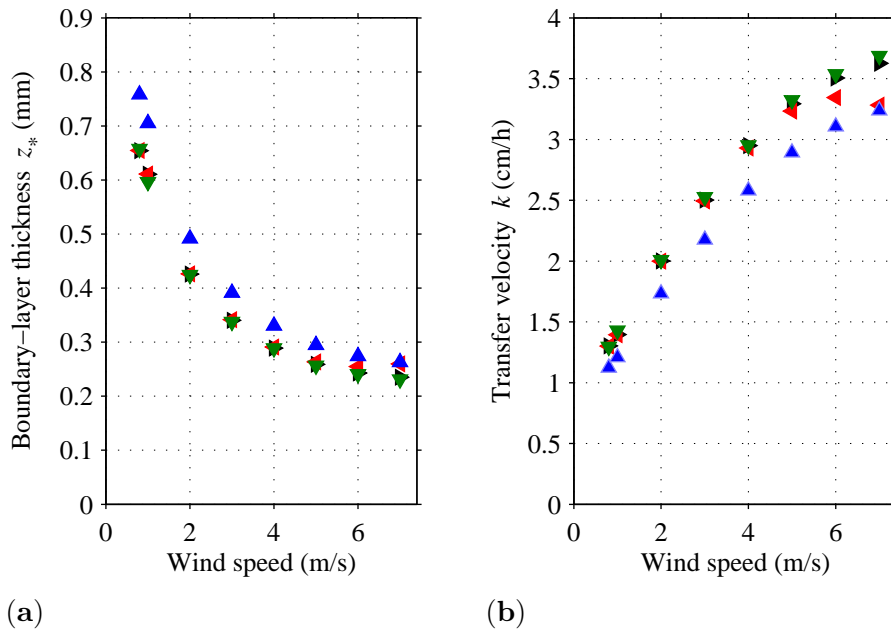 0.9
0.8
0.7
0.6
0.5
0.4
0.3
0.2
0.1
0
0 2 4 6
Boundary−layer thickness z* (mm)
Wind speed (m/s)
(a)
4
3.5
3
2.5
2
1.5
1
0.5
0
0 2 4 6
Transfer velocity k (cm/h)
Wind speed (m/s)
(b)